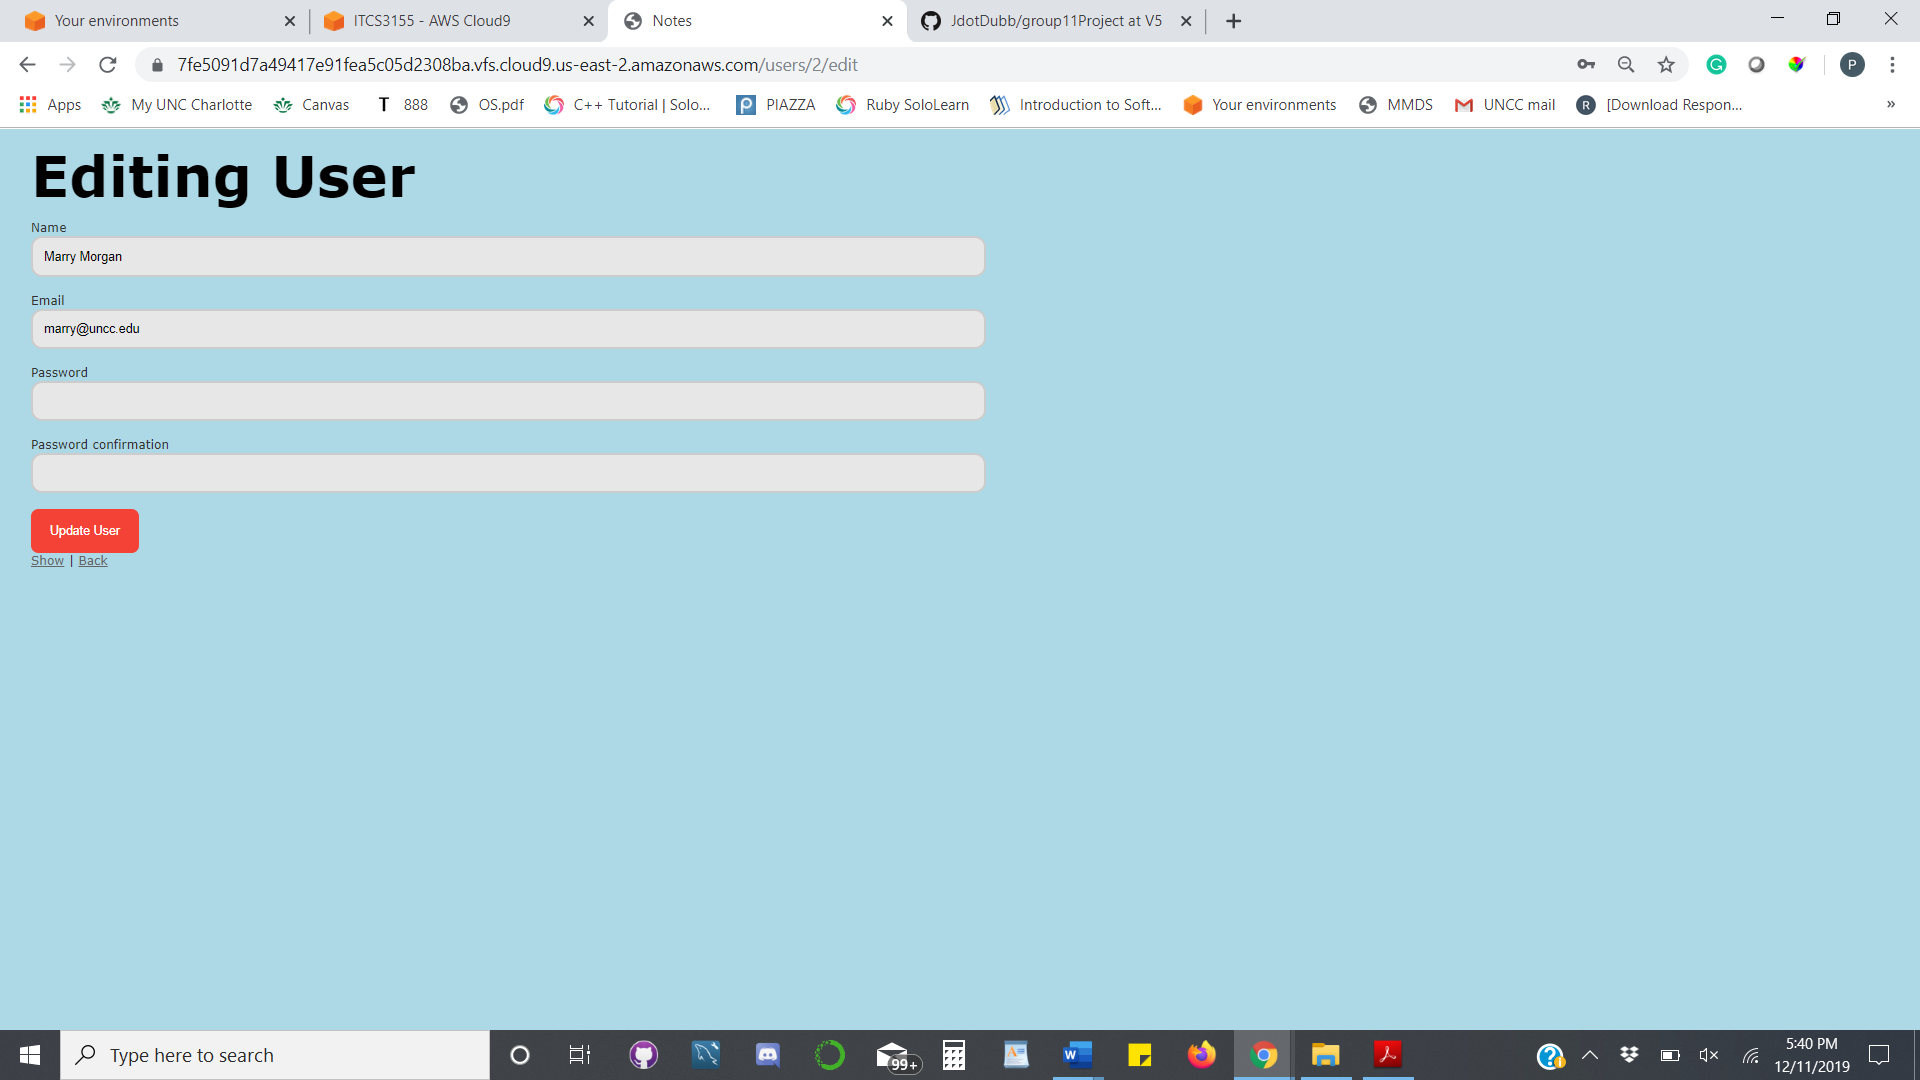 Your environments
ITCS3155 - AWS Cloud9
Notes
JdotDubb/group11Project at V5
7fe5091d7a49417e91fea5c05d2308ba.vfs.cloud9.us-east-2.amazonaws.com/users/2/edit
P
Apps
My UNC Charlotte
Canvas
T 888
OS.pdf
C++ Tutorial | Solo...
PIAZZA
Ruby SoloLearn
Introduction to Soft...
Your environments
MMDS
UNCC mail
R [Download Respon...
»
Editing User
Name
Marry Morgan
Email
marry@uncc.edu
Password
Password confirmation
Update User
Show | Back
Type here to search
99+
5:40 PM
12/11/2019